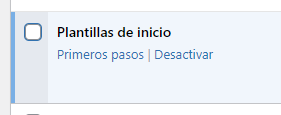 Plantillas de inicio
Primeros pasos | Desactivar